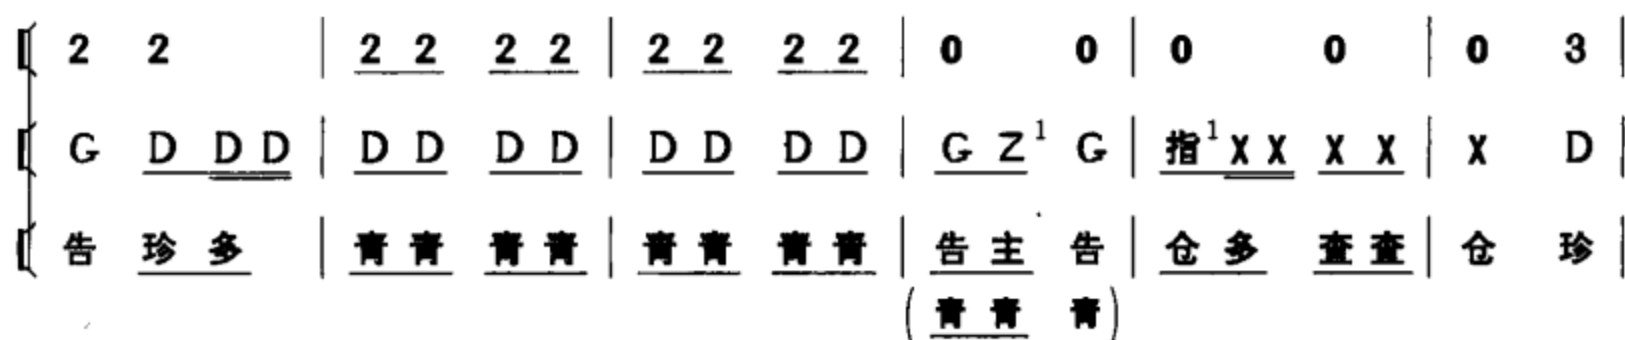 2 2 | 2 2 2 2 | 2 2 2 2 | 0 0 | 0 0 | 0 3 |
G D D D | D D D D | D D D D | G Z¹ G | 指¹ X X X X | X D |
告 珍 多 | 青 青 青 青 | 青 青 青 青 | 告 主 告 | 仓 多 查 查 | 仓 珍 |
(青 青 青)